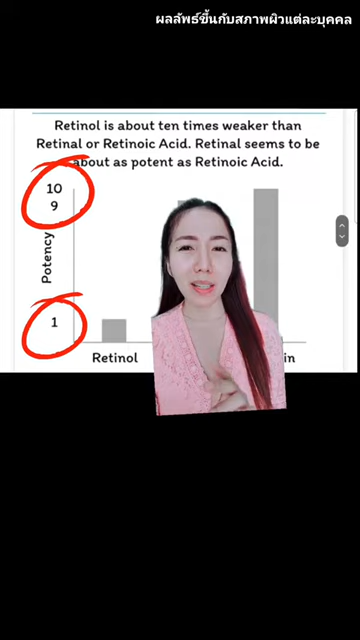 ผลลัพธ์ขึ้นกับสภาพผิวแต่ละบุคคล
Retinol is about ten times weaker than
Retinal or Retinoic Acid. Retinal seems to be
about as potent as Retinoic Acid.
10
9
Potency
1
Retinol
in